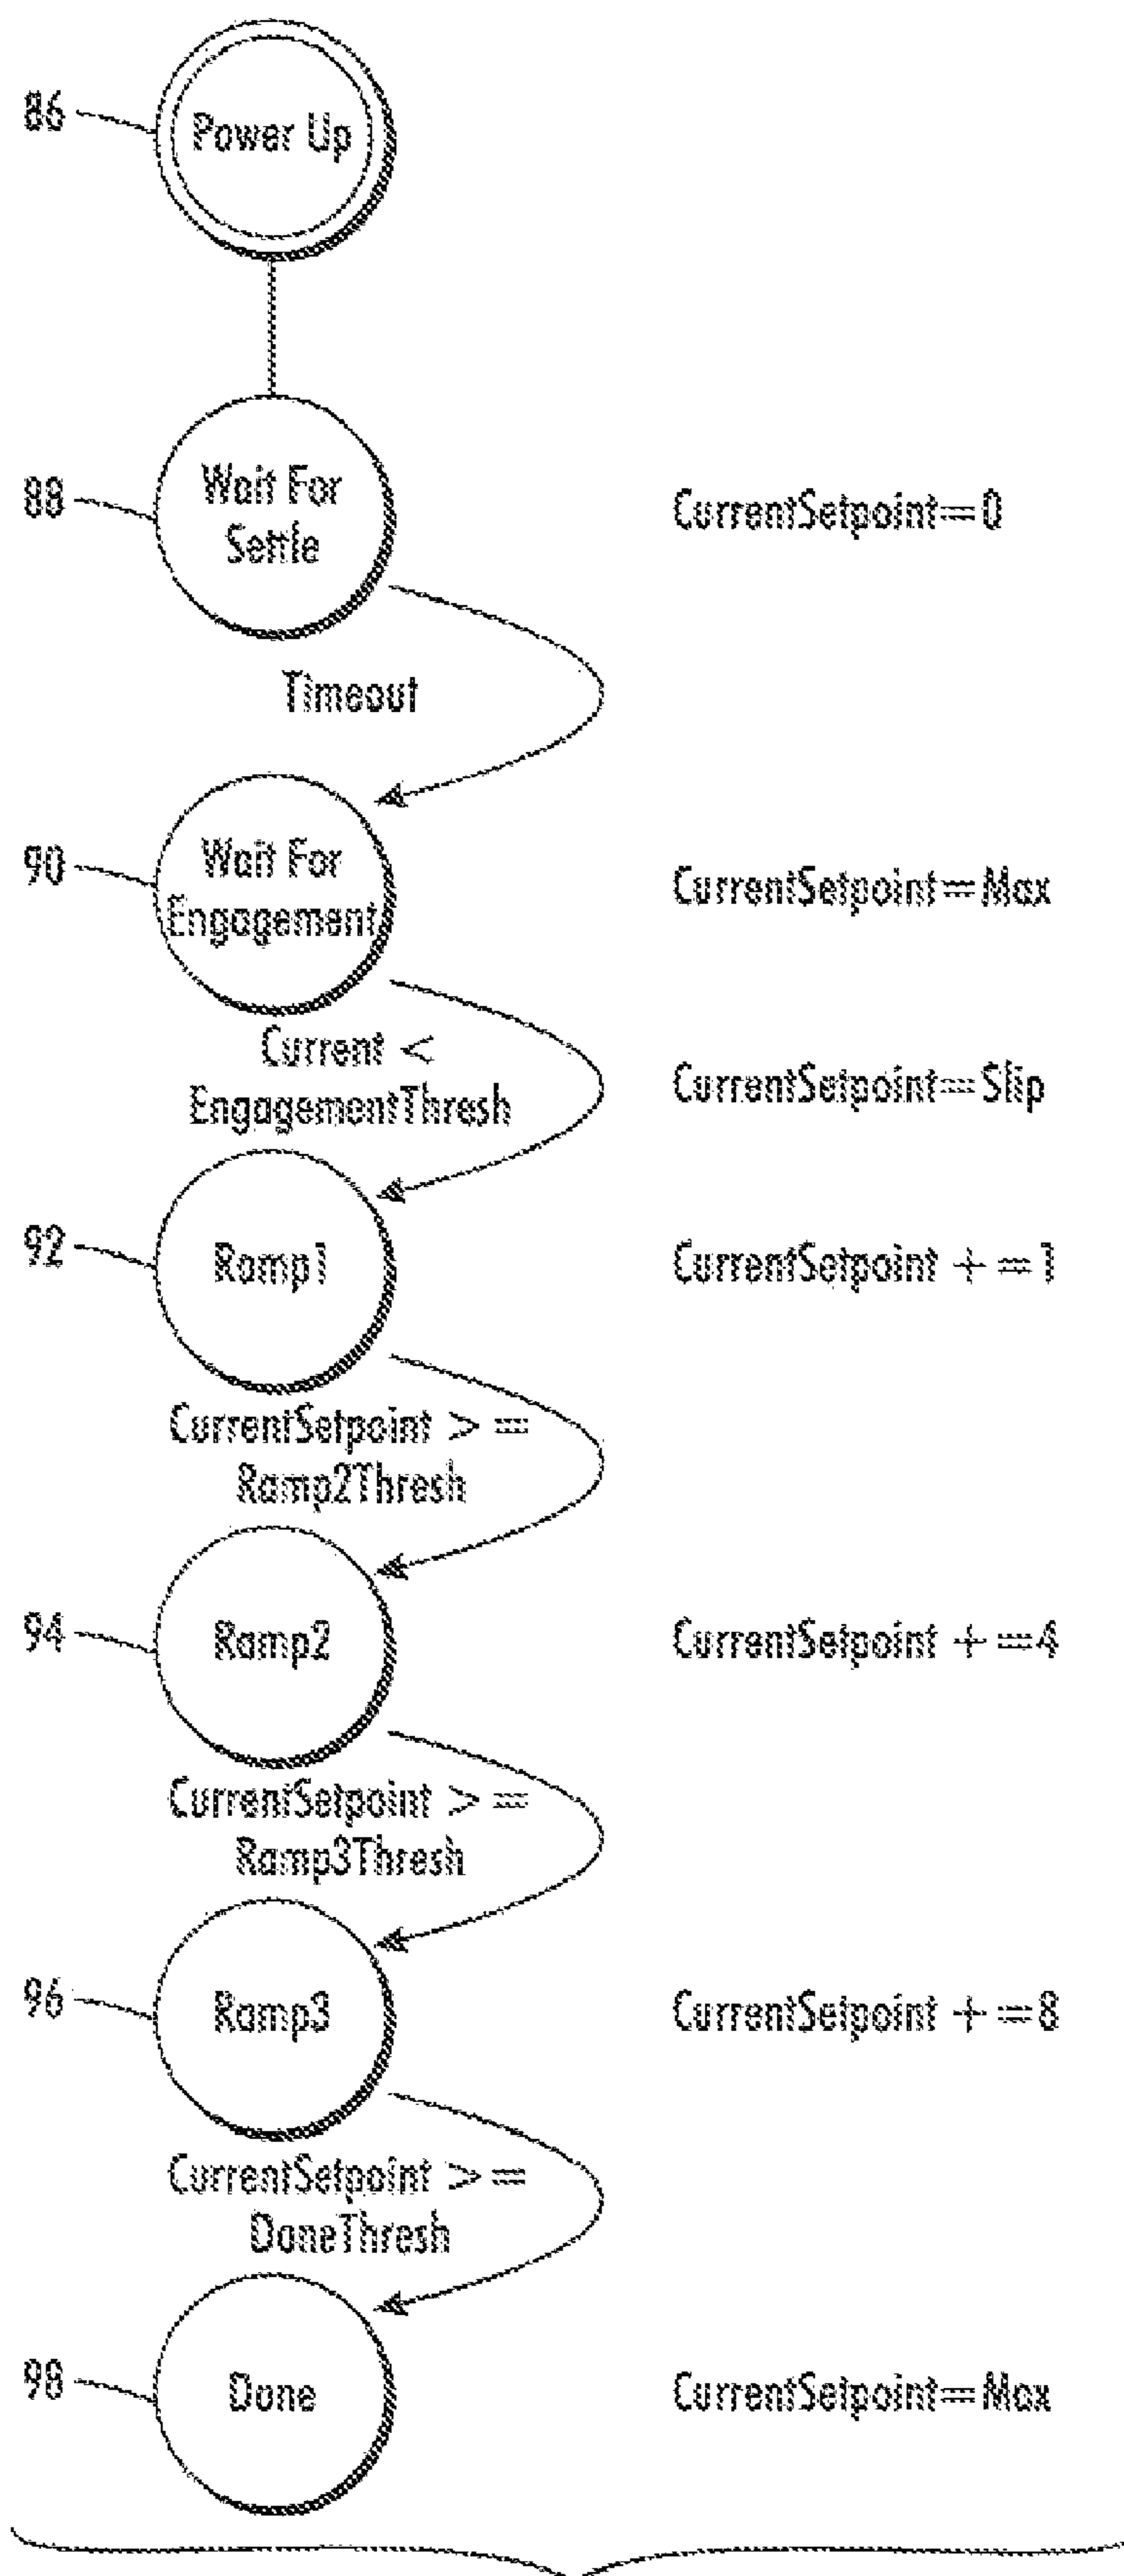 86
Power Up
88
Wait For
Settle
CurrentSetpoint=0
Timeout
90
Wait For
Engagement
CurrentSetpoint=Max
Current <
EngagementThresh
CurrentSetpoint=Slip
92
Ramp1
CurrentSetpoint +=1
CurrentSetpoint >=
Ramp2Thresh
94
Ramp2
CurrentSetpoint +=4
CurrentSetpoint >=
Ramp3Thresh
96
Ramp3
CurrentSetpoint +=8
CurrentSetpoint >=
DoneThresh
98
Done
CurrentSetpoint=Max